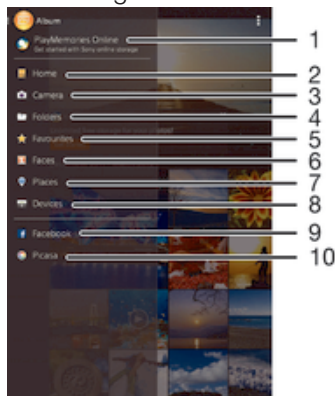 Album
PlayMemories Online
Get started with Sony online storage
1
Home
2
Camera
3
Folders
4
Favourites
5
Faces
6
Places
7
Devices
8
Facebook
9
Picasa
10